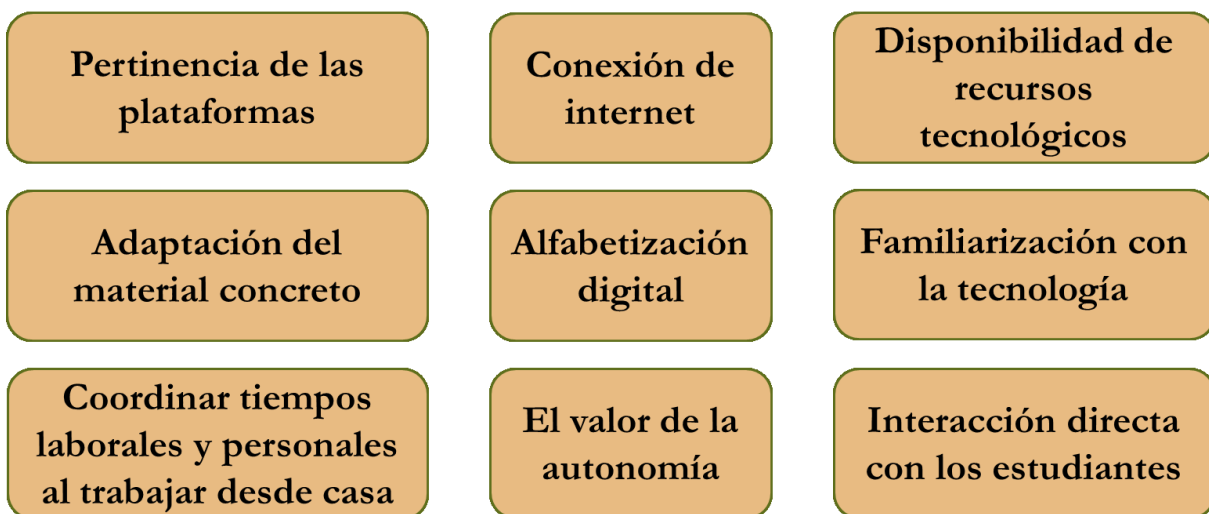 Pertinencia de las
plataformas
Conexión de
internet
Disponibilidad de
recursos
tecnológicos
Adaptación del
material concreto
Alfabetización
digital
Familiarización con
la tecnología
Coordinar tiempos
laborales y personales
al trabajar desde casa
El valor de la
autonomía
Interacción directa
con los estudiantes